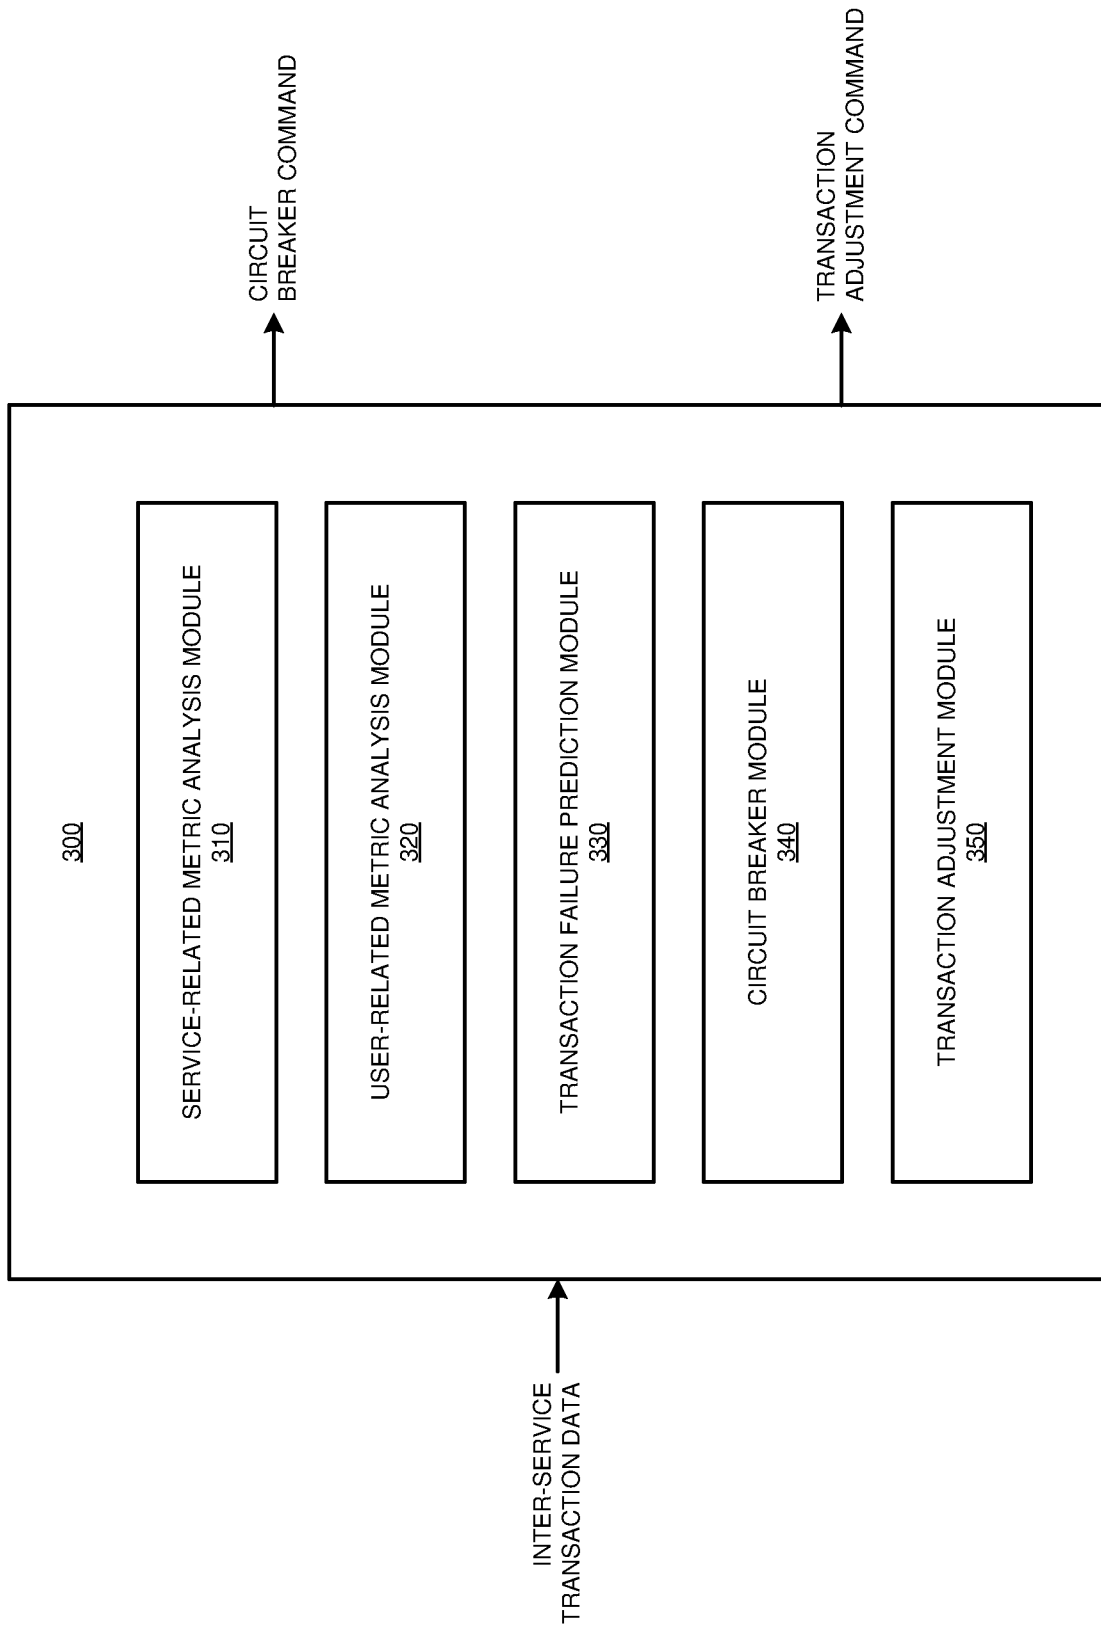 INTER-SERVICE
TRANSACTION DATA
300
SERVICE-RELATED METRIC ANALYSIS MODULE
310
USER-RELATED METRIC ANALYSIS MODULE
320
TRANSACTION FAILURE PREDICTION MODULE
330
CIRCUIT BREAKER MODULE
340
TRANSACTION ADJUSTMENT MODULE
350
CIRCUIT
BREAKER COMMAND
TRANSACTION
ADJUSTMENT COMMAND